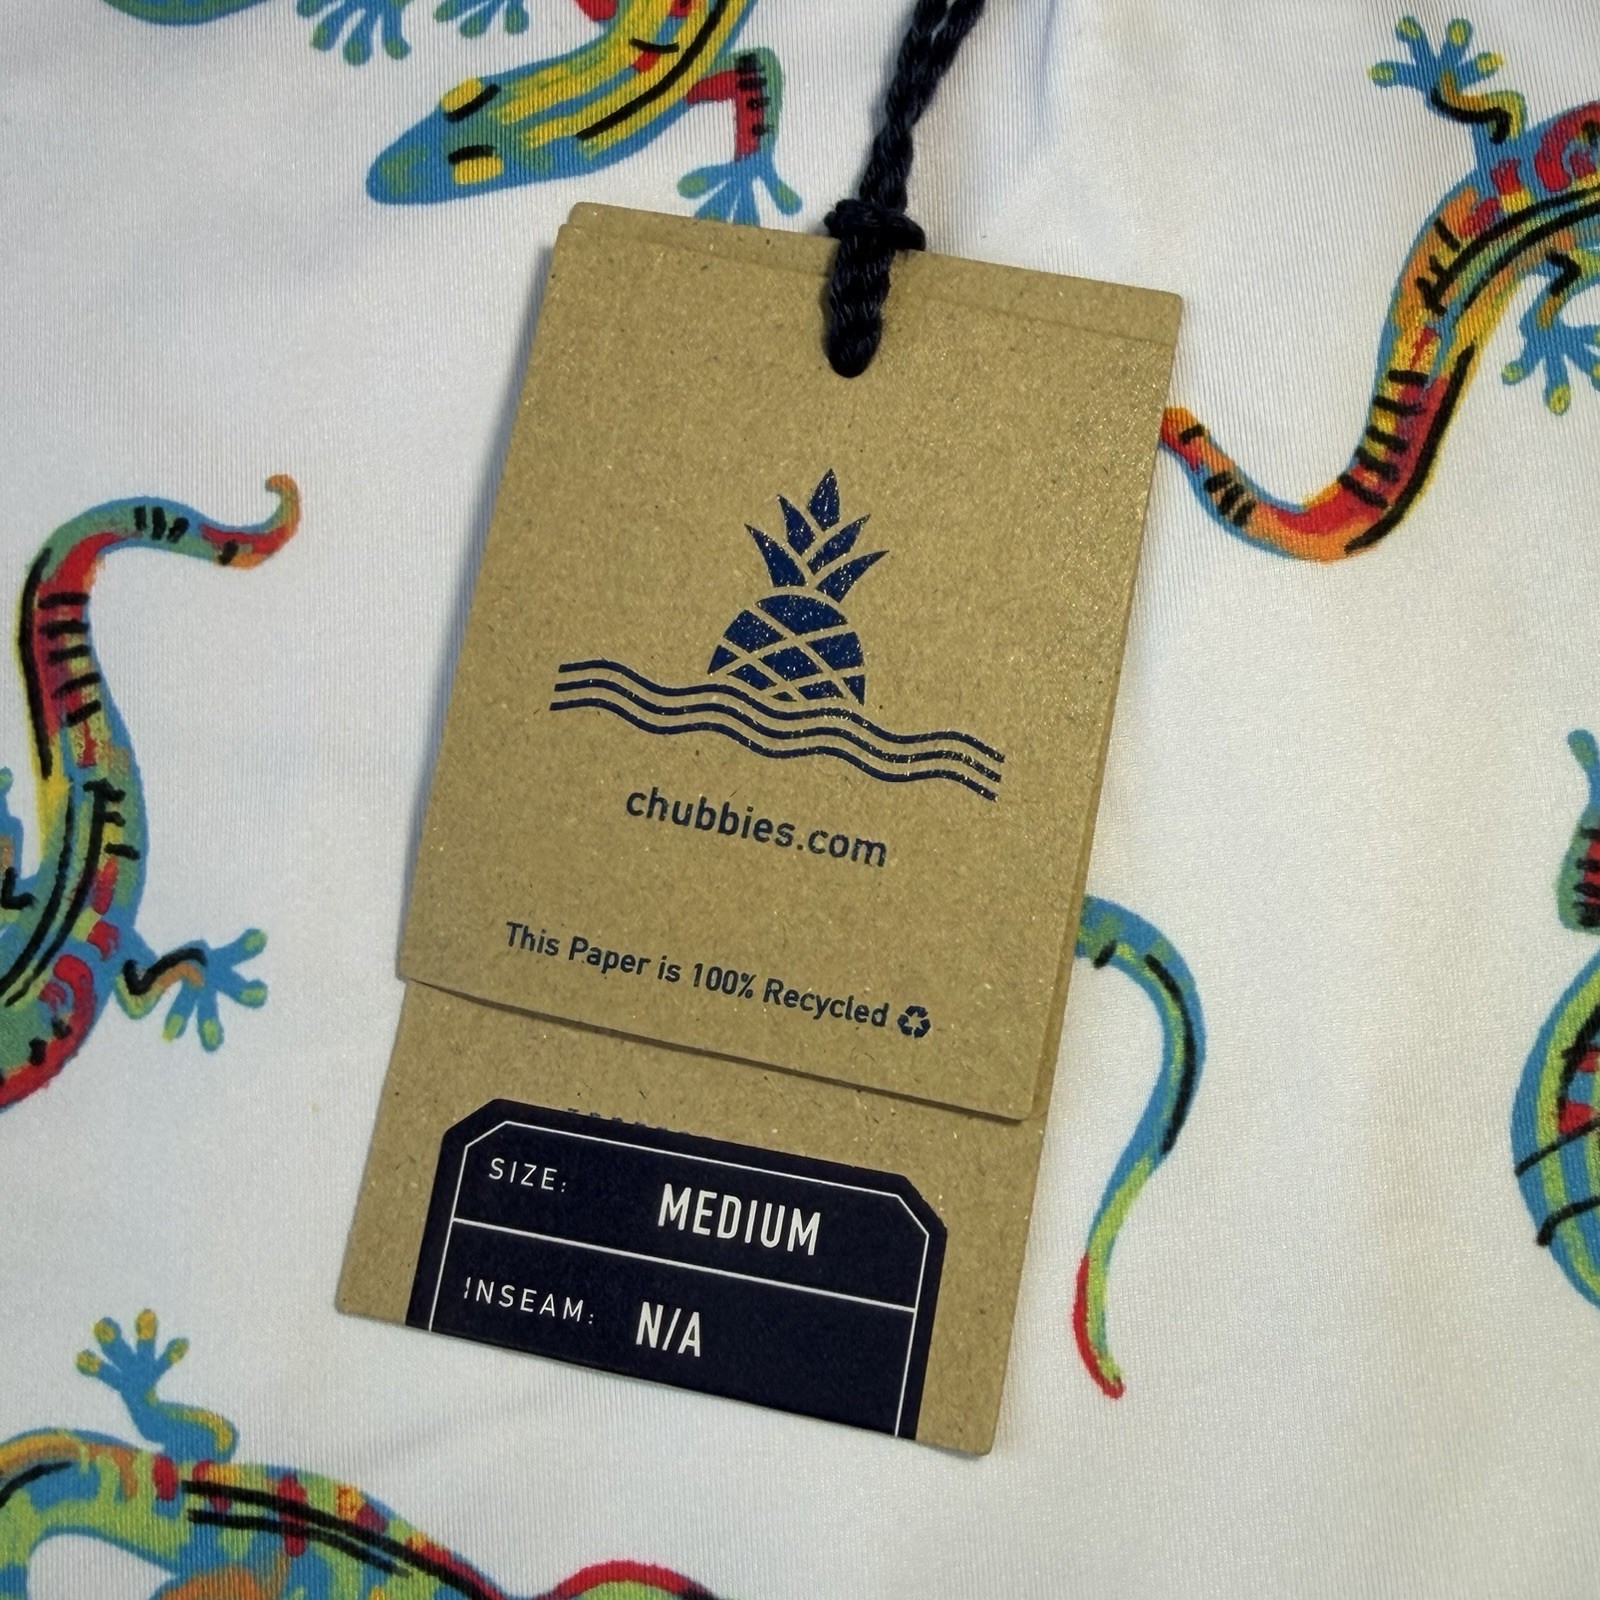 chubbies.com
This Paper is 100% Recycled
SIZE: MEDIUM
INSEAM: N/A